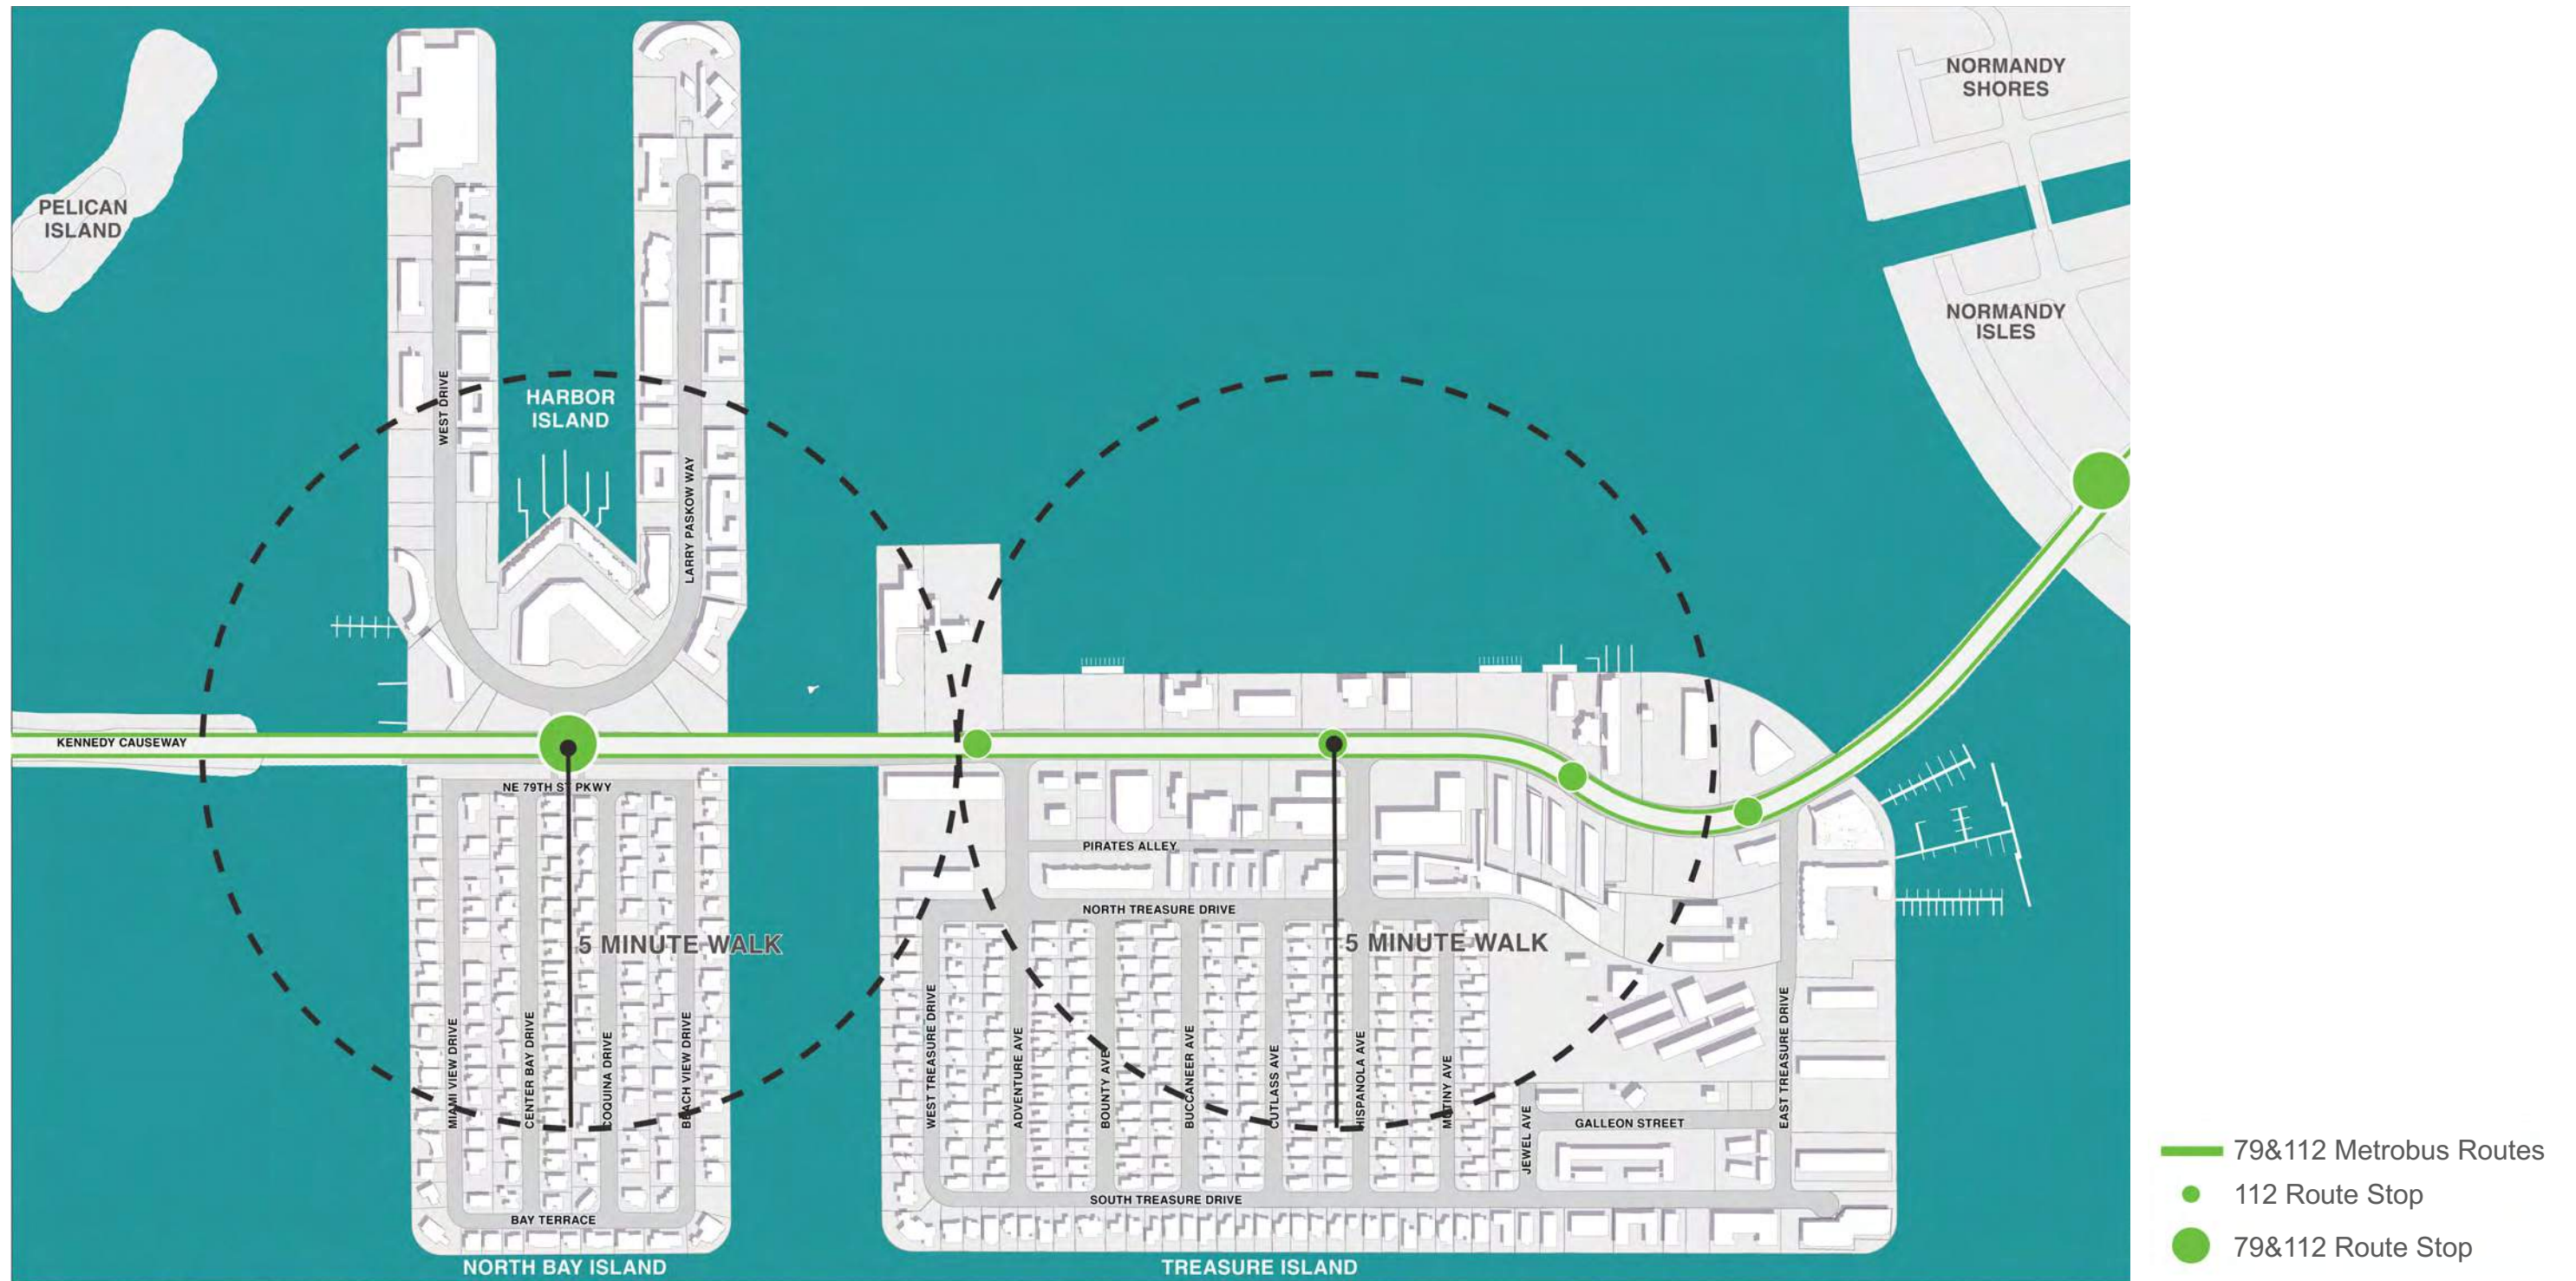 NORMANDY
SHORES
PELICAN
ISLAND
NORMANDY
ISLES
WEST DRIVE
HARBOR
ISLAND
LARRY PASKOW WAY
KENNEDY CAUSEWAY
NE 79TH ST PKWY
PIRATES ALLEY
NORTH TREASURE DRIVE
5 MINUTE WALK
5 MINUTE WALK
MIAMI VIEW DRIVE
CENTER BAY DRIVE
COQUINA DRIVE
BEACH VIEW DRIVE
WEST TREASURE DRIVE
ADVENTURE AVE
BOUNTY AVE
BUCCANEER AVE
CUTLASS AVE
HISPANOLA AVE
MUTINY AVE
JEWEL AVE
GALLEON STREET
EAST TREASURE DRIVE
SOUTH TREASURE DRIVE
BAY TERRACE
NORTH BAY ISLAND
TREASURE ISLAND
79&112 Metrobus Routes
112 Route Stop
79&112 Route Stop